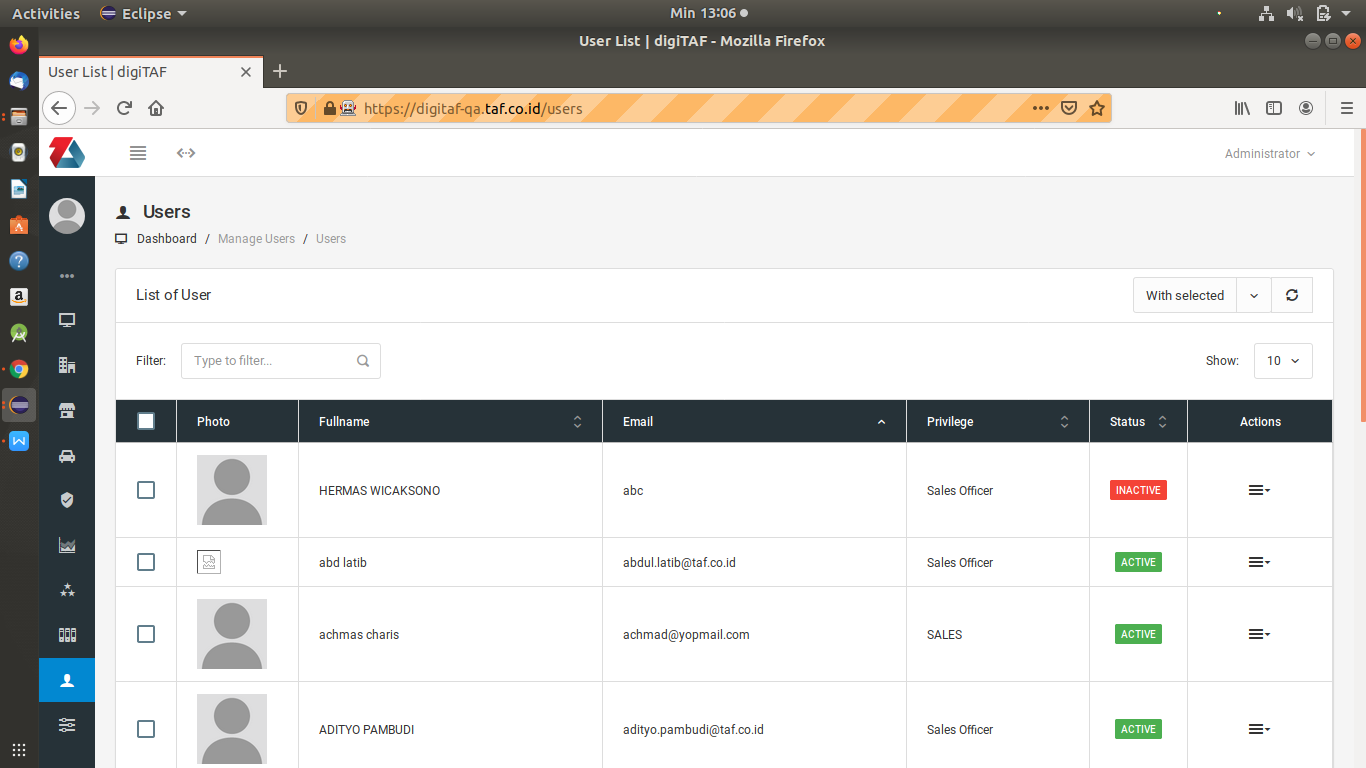 Activities Eclipse Min 13:06
User List | digiTAF - Mozilla Firefox
User List | digiTAF
https://digitaf-qa.taf.co.id/users
Administrator
Users
Dashboard / Manage Users / Users
List of User With selected
Filter: Type to filter... Show: 10
Photo Fullname Email Privilege Status Actions
HERMAS WICAKSONO abc Sales Officer INACTIVE
abd latib abdul.latib@taf.co.id Sales Officer ACTIVE
achmas charis achmad@yopmail.com SALES ACTIVE
ADITYO PAMBUDI adityo.pambudi@taf.co.id Sales Officer ACTIVE